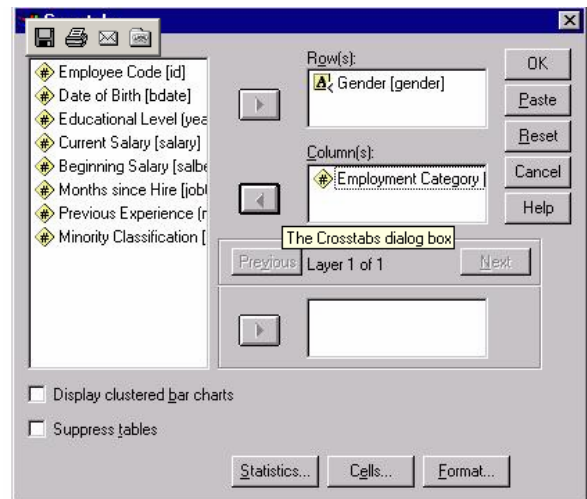 Employee Code [id]
Date of Birth [bdate]
Educational Level (yea
Current Salary [salary]
Beginning Salary [salbe
Months since Hire [jobt
Previous Experience (r
Minority Classification [
Row(s):
Gender [gender]
Column(s):
Employment Category [
The Crosstabs dialog box
Previous Layer 1 of 1 Next
OK
Paste
Reset
Cancel
Help
Display clustered bar charts
Suppress tables
Statistics... Cells... Format...